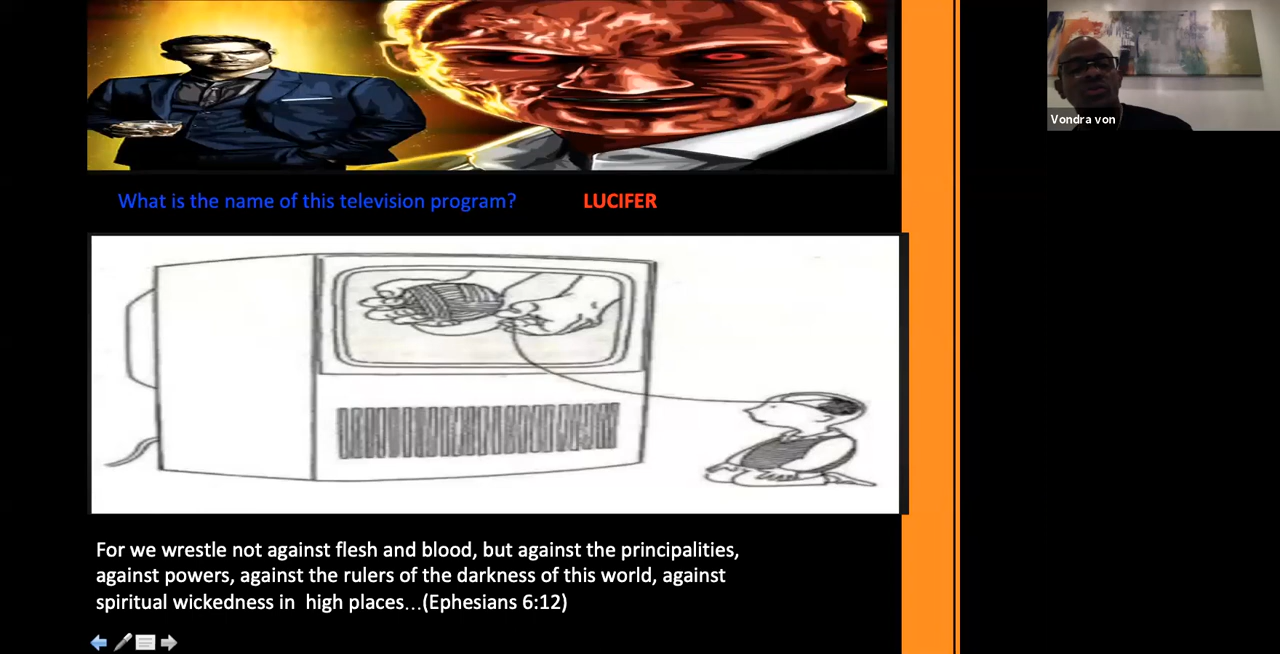 Vondra von
What is the name of this television program? LUCIFER
For we wrestle not against flesh and blood, but against the principalities,
against powers, against the rulers of the darkness of this world, against
spiritual wickedness in  high places...(Ephesians 6:12)